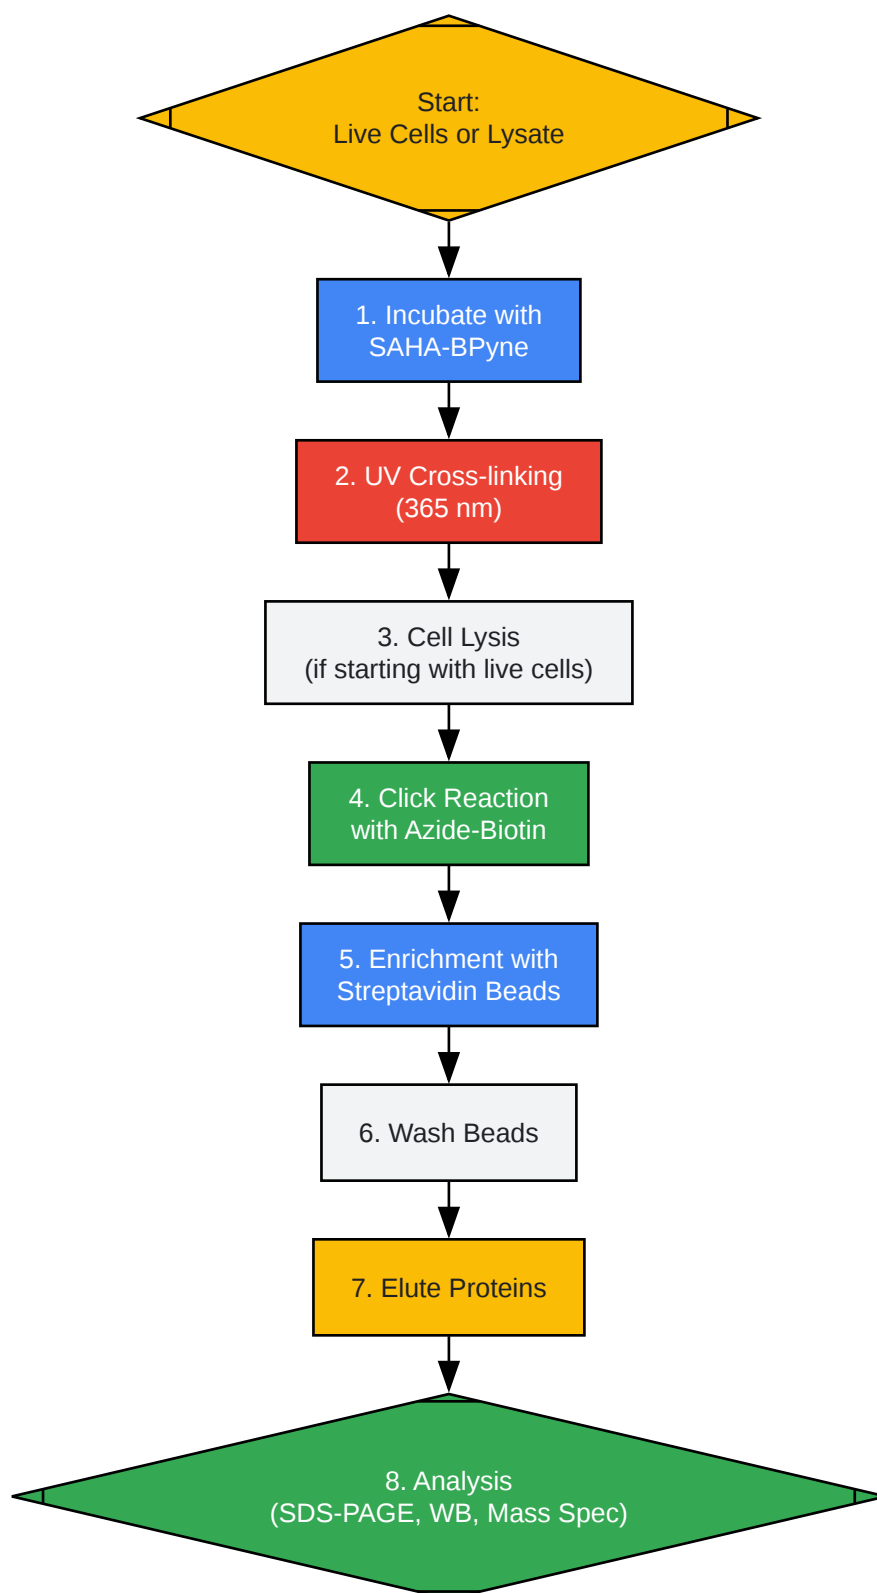 Start:
Live Cells or Lysate
1. Incubate with
SAHA-BPyne
2. UV Cross-linking
(365 nm)
3. Cell Lysis
(if starting with live cells)
4. Click Reaction
with Azide-Biotin
5. Enrichment with
Streptavidin Beads
6. Wash Beads
7. Elute Proteins
8. Analysis
(SDS-PAGE, WB, Mass Spec)